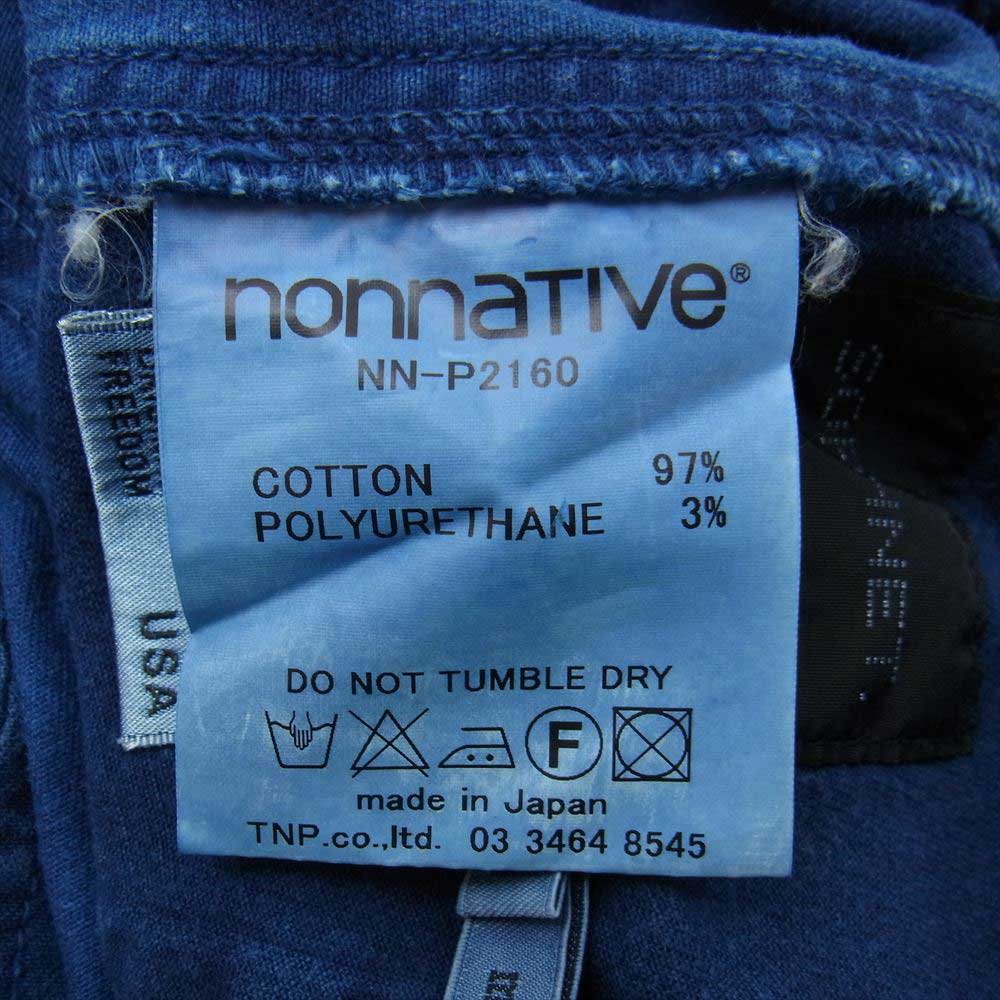 nonnative®
NN-P2160
COTTON 97%
POLYURETHANE 3%
DO NOT TUMBLE DRY
F
made in Japan
TNP.co.,ltd. 03 3464 8545
FREEDOM
USA